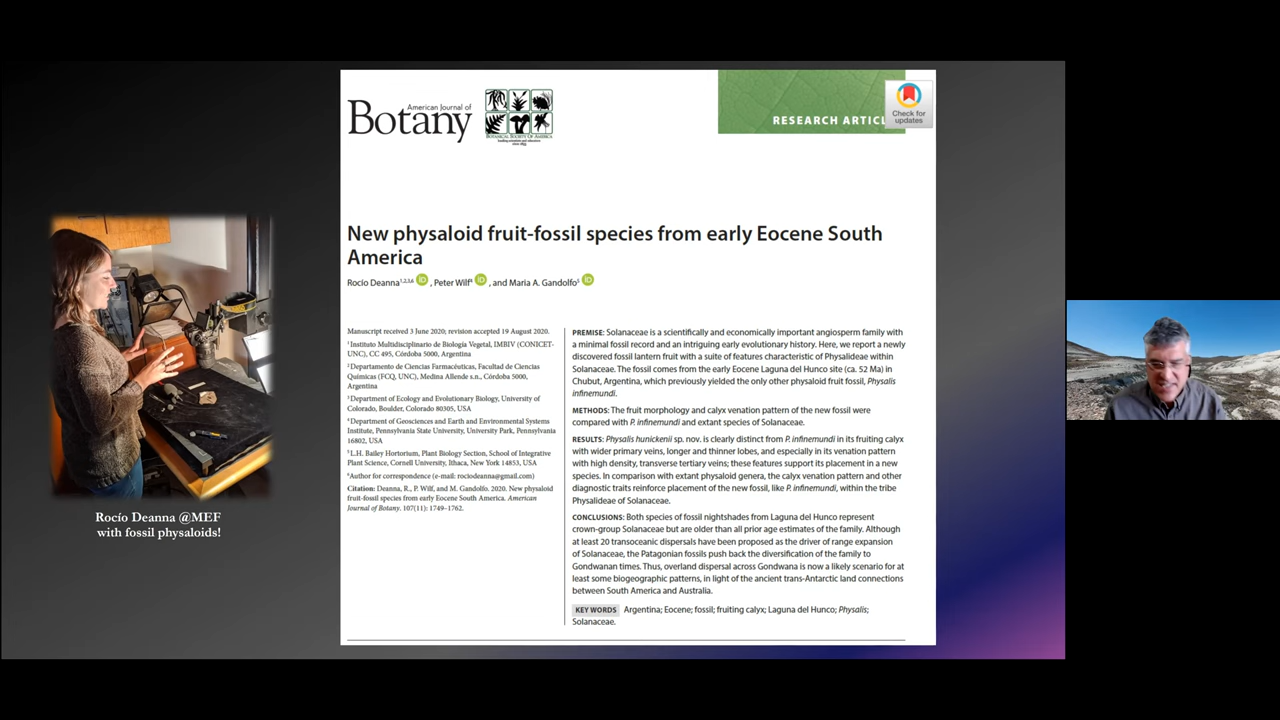 American Journal of
Botany
BOTANICAL SOCIETY OF AMERICA
RESEARCH ARTICL
Check for
updates
New physaloid fruit-fossil species from early Eocene South
America
Rocío Deanna1,2,3,6 iD , Peter Wilf4 iD , and Maria A. Gandolfo5 iD
Manuscript received 3 June 2020; revision accepted 19 August 2020.
1 Instituto Multidisciplinario de Biología Vegetal, IMBIV (CONICET-
UNC), CC 495, Córdoba 5000, Argentina
2 Departamento de Ciencias Farmacéuticas, Facultad de Ciencias
Químicas (FCQ, UNC), Medina Allende s.n., Córdoba 5000,
Argentina
3 Department of Ecology and Evolutionary Biology, University of
Colorado, Boulder, Colorado 80305, USA
4 Department of Geosciences and Earth and Environmental Systems
Institute, Pennsylvania State University, University Park, Pennsylvania
16802, USA
5 L.H. Bailey Hortorium, Plant Biology Section, School of Integrative
Plant Science, Cornell University, Ithaca, New York 14853, USA
6 Author for correspondence (e-mail: rociodeanna@gmail.com)
Citation: Deanna, R., P. Wilf, and M. Gandolfo. 2020. New physaloid
fruit-fossil species from early Eocene South America. American
Journal of Botany. 107(11): 1749–1762.
PREMISE: Solanaceae is a scientifically and economically important angiosperm family with
a minimal fossil record and an intriguing early evolutionary history. Here, we report a newly
discovered fossil lantern fruit with a suite of features characteristic of Physalideae within
Solanaceae. The fossil comes from the early Eocene Laguna del Hunco site (ca. 52 Ma) in
Chubut, Argentina, which previously yielded the only other physaloid fruit fossil, Physalis
infinemundi.
METHODS: The fruit morphology and calyx venation pattern of the new fossil were
compared with P. infinemundi and extant species of Solanaceae.
RESULTS: Physalis hunickenii sp. nov. is clearly distinct from P. infinemundi in its fruiting calyx
with wider primary veins, longer and thinner lobes, and especially in its venation pattern
with high density, transverse tertiary veins; these features support its placement in a new
species. In comparison with extant physaloid genera, the calyx venation pattern and other
diagnostic traits reinforce placement of the new fossil, like P. infinemundi, within the tribe
Physalideae of Solanaceae.
CONCLUSIONS: Both species of fossil nightshades from Laguna del Hunco represent
crown-group Solanaceae but are older than all prior age estimates of the family. Although
at least 20 transoceanic dispersals have been proposed as the driver of range expansion
of Solanaceae, the Patagonian fossils push back the diversification of the family to
Gondwanan times. Thus, overland dispersal across Gondwana is now a likely scenario for at
least some biogeographic patterns, in light of the ancient trans-Antarctic land connections
between South America and Australia.
KEY WORDS Argentina; Eocene; fossil; fruiting calyx; Laguna del Hunco; Physalis;
Solanaceae.
Rocío Deanna @MEF
with fossil physaloids!